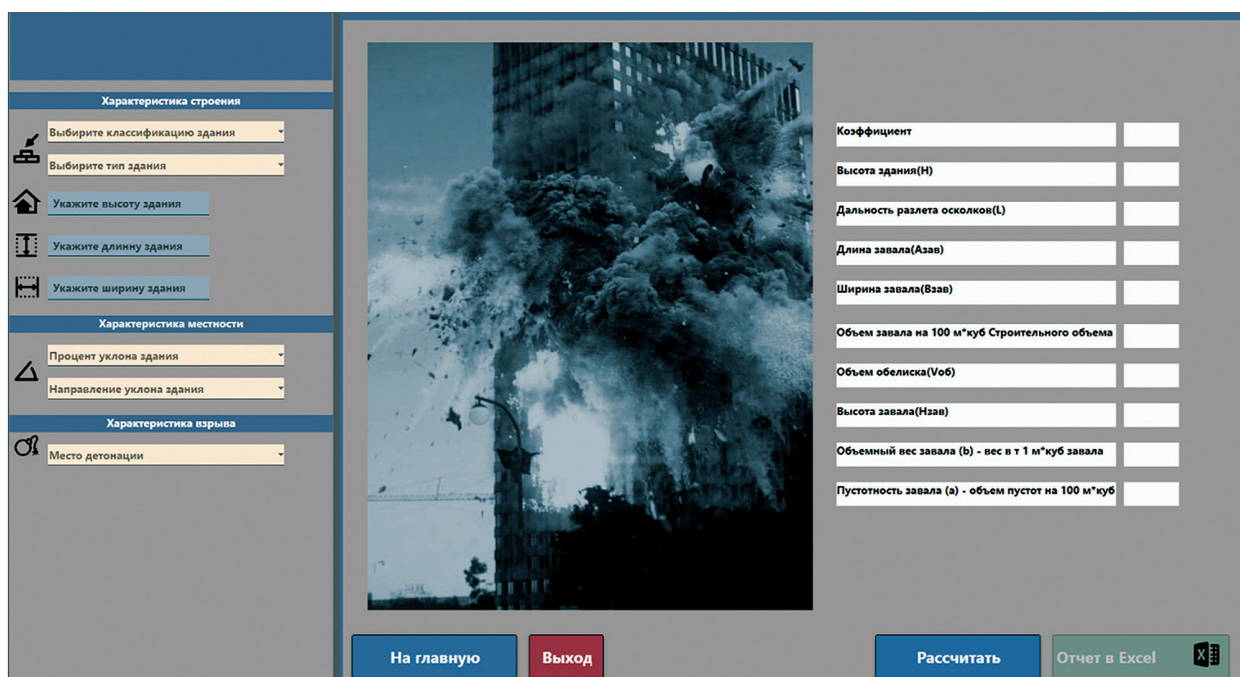 Характеристика строения
Выбирите классификацию здания
Выбирите тип здания
Укажите высоту здания
Укажите длинну здания
Укажите ширину здания
Характеристика местности
Процент уклона здания
Направление уклона здания
Характеристика взрыва
Место детонации
Коэффициент
Высота здания(Н)
Дальность разлета осколков(L)
Длина завала(Азав)
Ширина завала(Взав)
Объем завала на 100 м*куб Строительного объема
Объем обелиска(Vоб)
Высота завала(Нзав)
Объемный вес завала (b) - вес в т 1 м*куб завала
Пустотность завала (а) - объем пустот на 100 м*куб
На главную
Выход
Рассчитать
Отчет в Excel